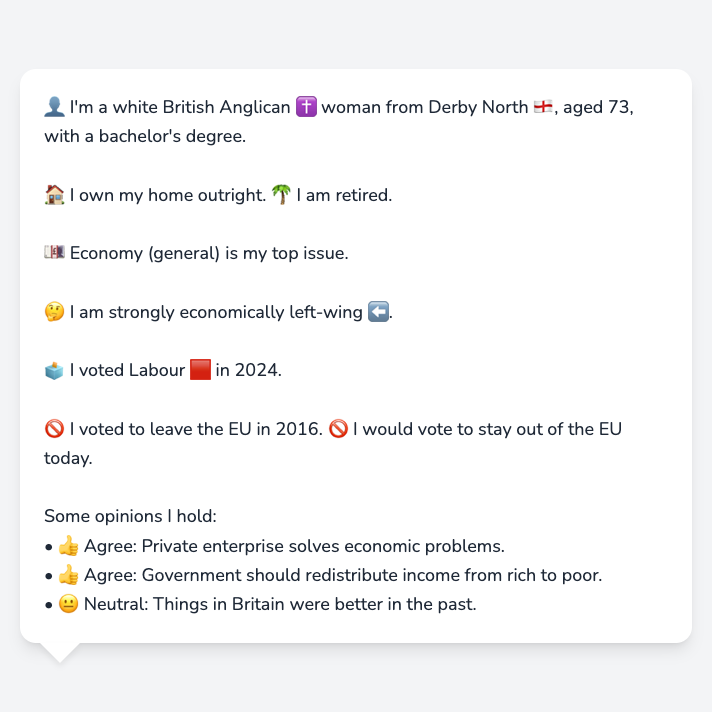 👤 I'm a white British Anglican ✝️ woman from Derby North 🏴󠁧󠁢󠁥󠁮󠁧󠁿, aged 73,
with a bachelor's degree.
🏠 I own my home outright. 🌴 I am retired.
💷 Economy (general) is my top issue.
🤔 I am strongly economically left-wing ⬅️.
🗳️ I voted Labour 🟥 in 2024.
🚫 I voted to leave the EU in 2016. 🚫 I would vote to stay out of the EU
today.
Some opinions I hold:
• 👍 Agree: Private enterprise solves economic problems.
• 👍 Agree: Government should redistribute income from rich to poor.
• 😐 Neutral: Things in Britain were better in the past.